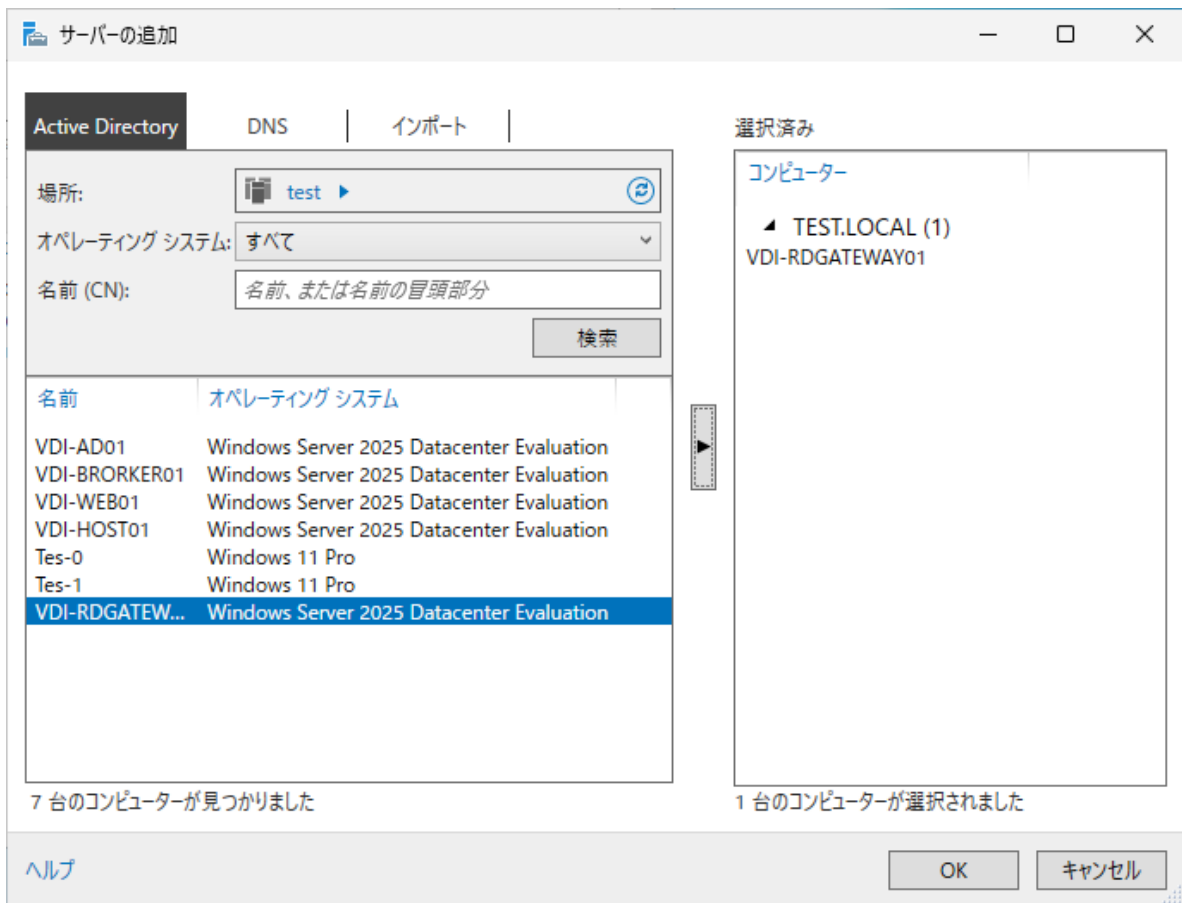 サーバーの追加
Active Directory
DNS
インポート
場所:
test
オペレーティング システム:
すべて
名前 (CN):
名前、または名前の冒頭部分
検索
名前 オペレーティング システム
VDI-AD01 Windows Server 2025 Datacenter Evaluation
VDI-BRORKER01 Windows Server 2025 Datacenter Evaluation
VDI-WEB01 Windows Server 2025 Datacenter Evaluation
VDI-HOST01 Windows Server 2025 Datacenter Evaluation
Tes-0 Windows 11 Pro
Tes-1 Windows 11 Pro
VDI-RDGATEW... Windows Server 2025 Datacenter Evaluation
7 台のコンピューターが見つかりました
選択済み
コンピューター
TEST.LOCAL (1)
VDI-RDGATEWAY01
1 台のコンピューターが選択されました
ヘルプ
OK
キャンセル